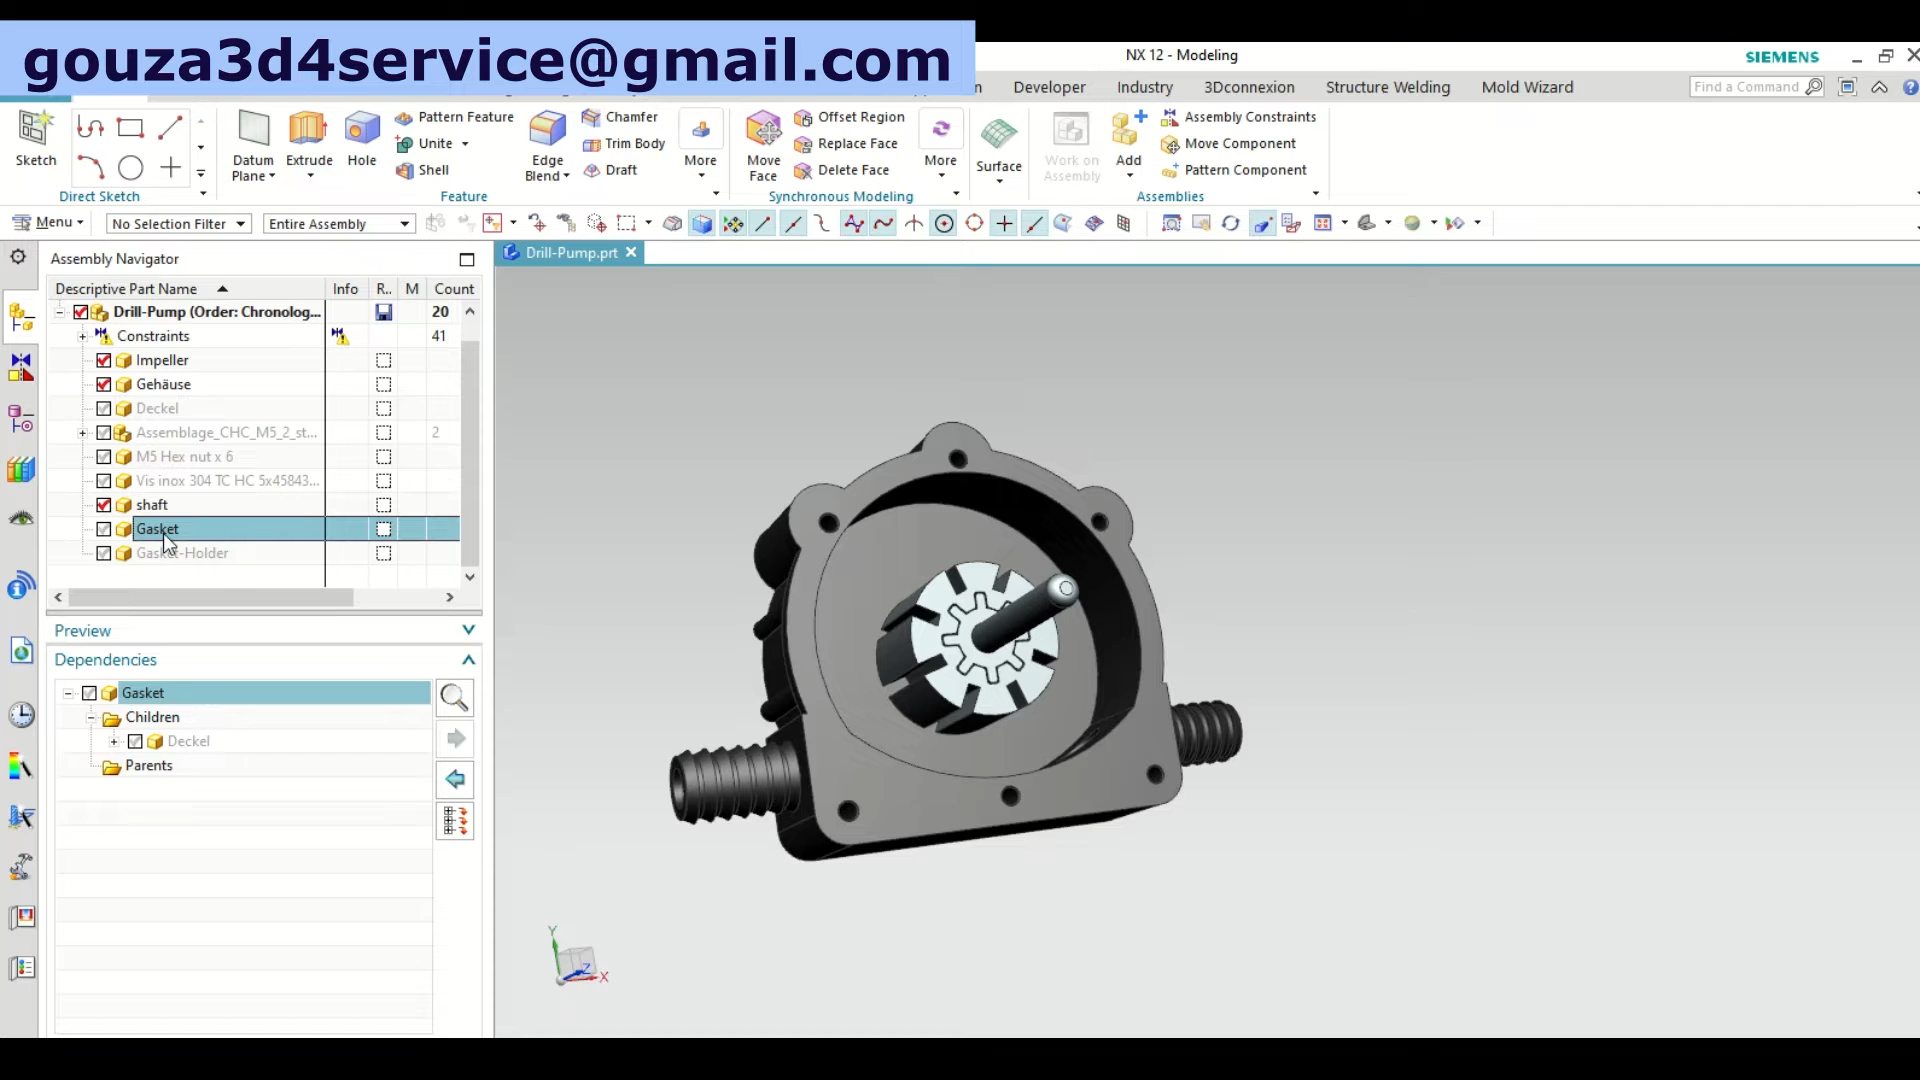 gouza3d4service@gmail.com
NX 12 - Modeling
SIEMENS
Developer
Industry
3Dconnexion
Structure Welding
Mold Wizard
Find a Command
Sketch
Direct Sketch
Datum Plane
Extrude
Hole
Pattern Feature
Unite
Shell
Edge Blend
Chamfer
Trim Body
Draft
More
Feature
Move Face
Offset Region
Replace Face
Delete Face
More
Synchronous Modeling
Surface
Work on Assembly
Add
Assembly Constraints
Move Component
Pattern Component
Assemblies
Menu
No Selection Filter
Entire Assembly
Assembly Navigator
Drill-Pump.prt
Descriptive Part Name Info R.. M Count
Drill-Pump (Order: Chronolog... 20
Constraints 41
Impeller
Gehäuse
Deckel
Assemblage_CHC_M5_2_st... 2
M5 Hex nut x 6
Vis inox 304 TC HC 5x45843...
shaft
Gasket
Gasket-Holder
Preview
Dependencies
Gasket
Children
Deckel
Parents
Y
Z
X